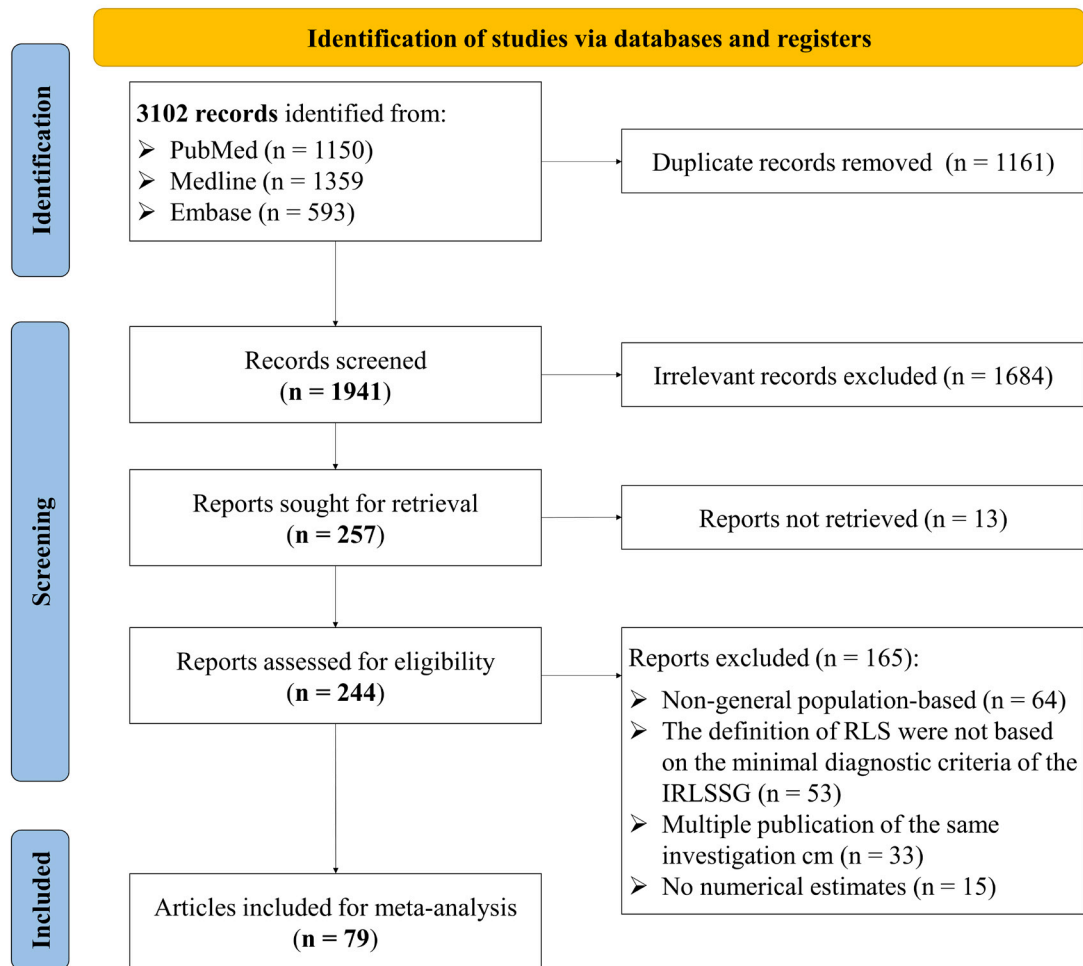 Identification of studies via databases and registers
Identification
3102 records identified from:
➢ PubMed (n = 1150)
➢ Medline (n = 1359
➢ Embase (n = 593)
Duplicate records removed (n = 1161)
Screening
Records screened
(n = 1941)
Irrelevant records excluded (n = 1684)
Reports sought for retrieval
(n = 257)
Reports not retrieved (n = 13)
Reports assessed for eligibility
(n = 244)
Reports excluded (n = 165):
➢ Non-general population-based (n = 64)
➢ The definition of RLS were not based
on the minimal diagnostic criteria of the
IRLSSG (n = 53)
➢ Multiple publication of the same
investigation cm (n = 33)
➢ No numerical estimates (n = 15)
Included
Articles included for meta-analysis
(n = 79)